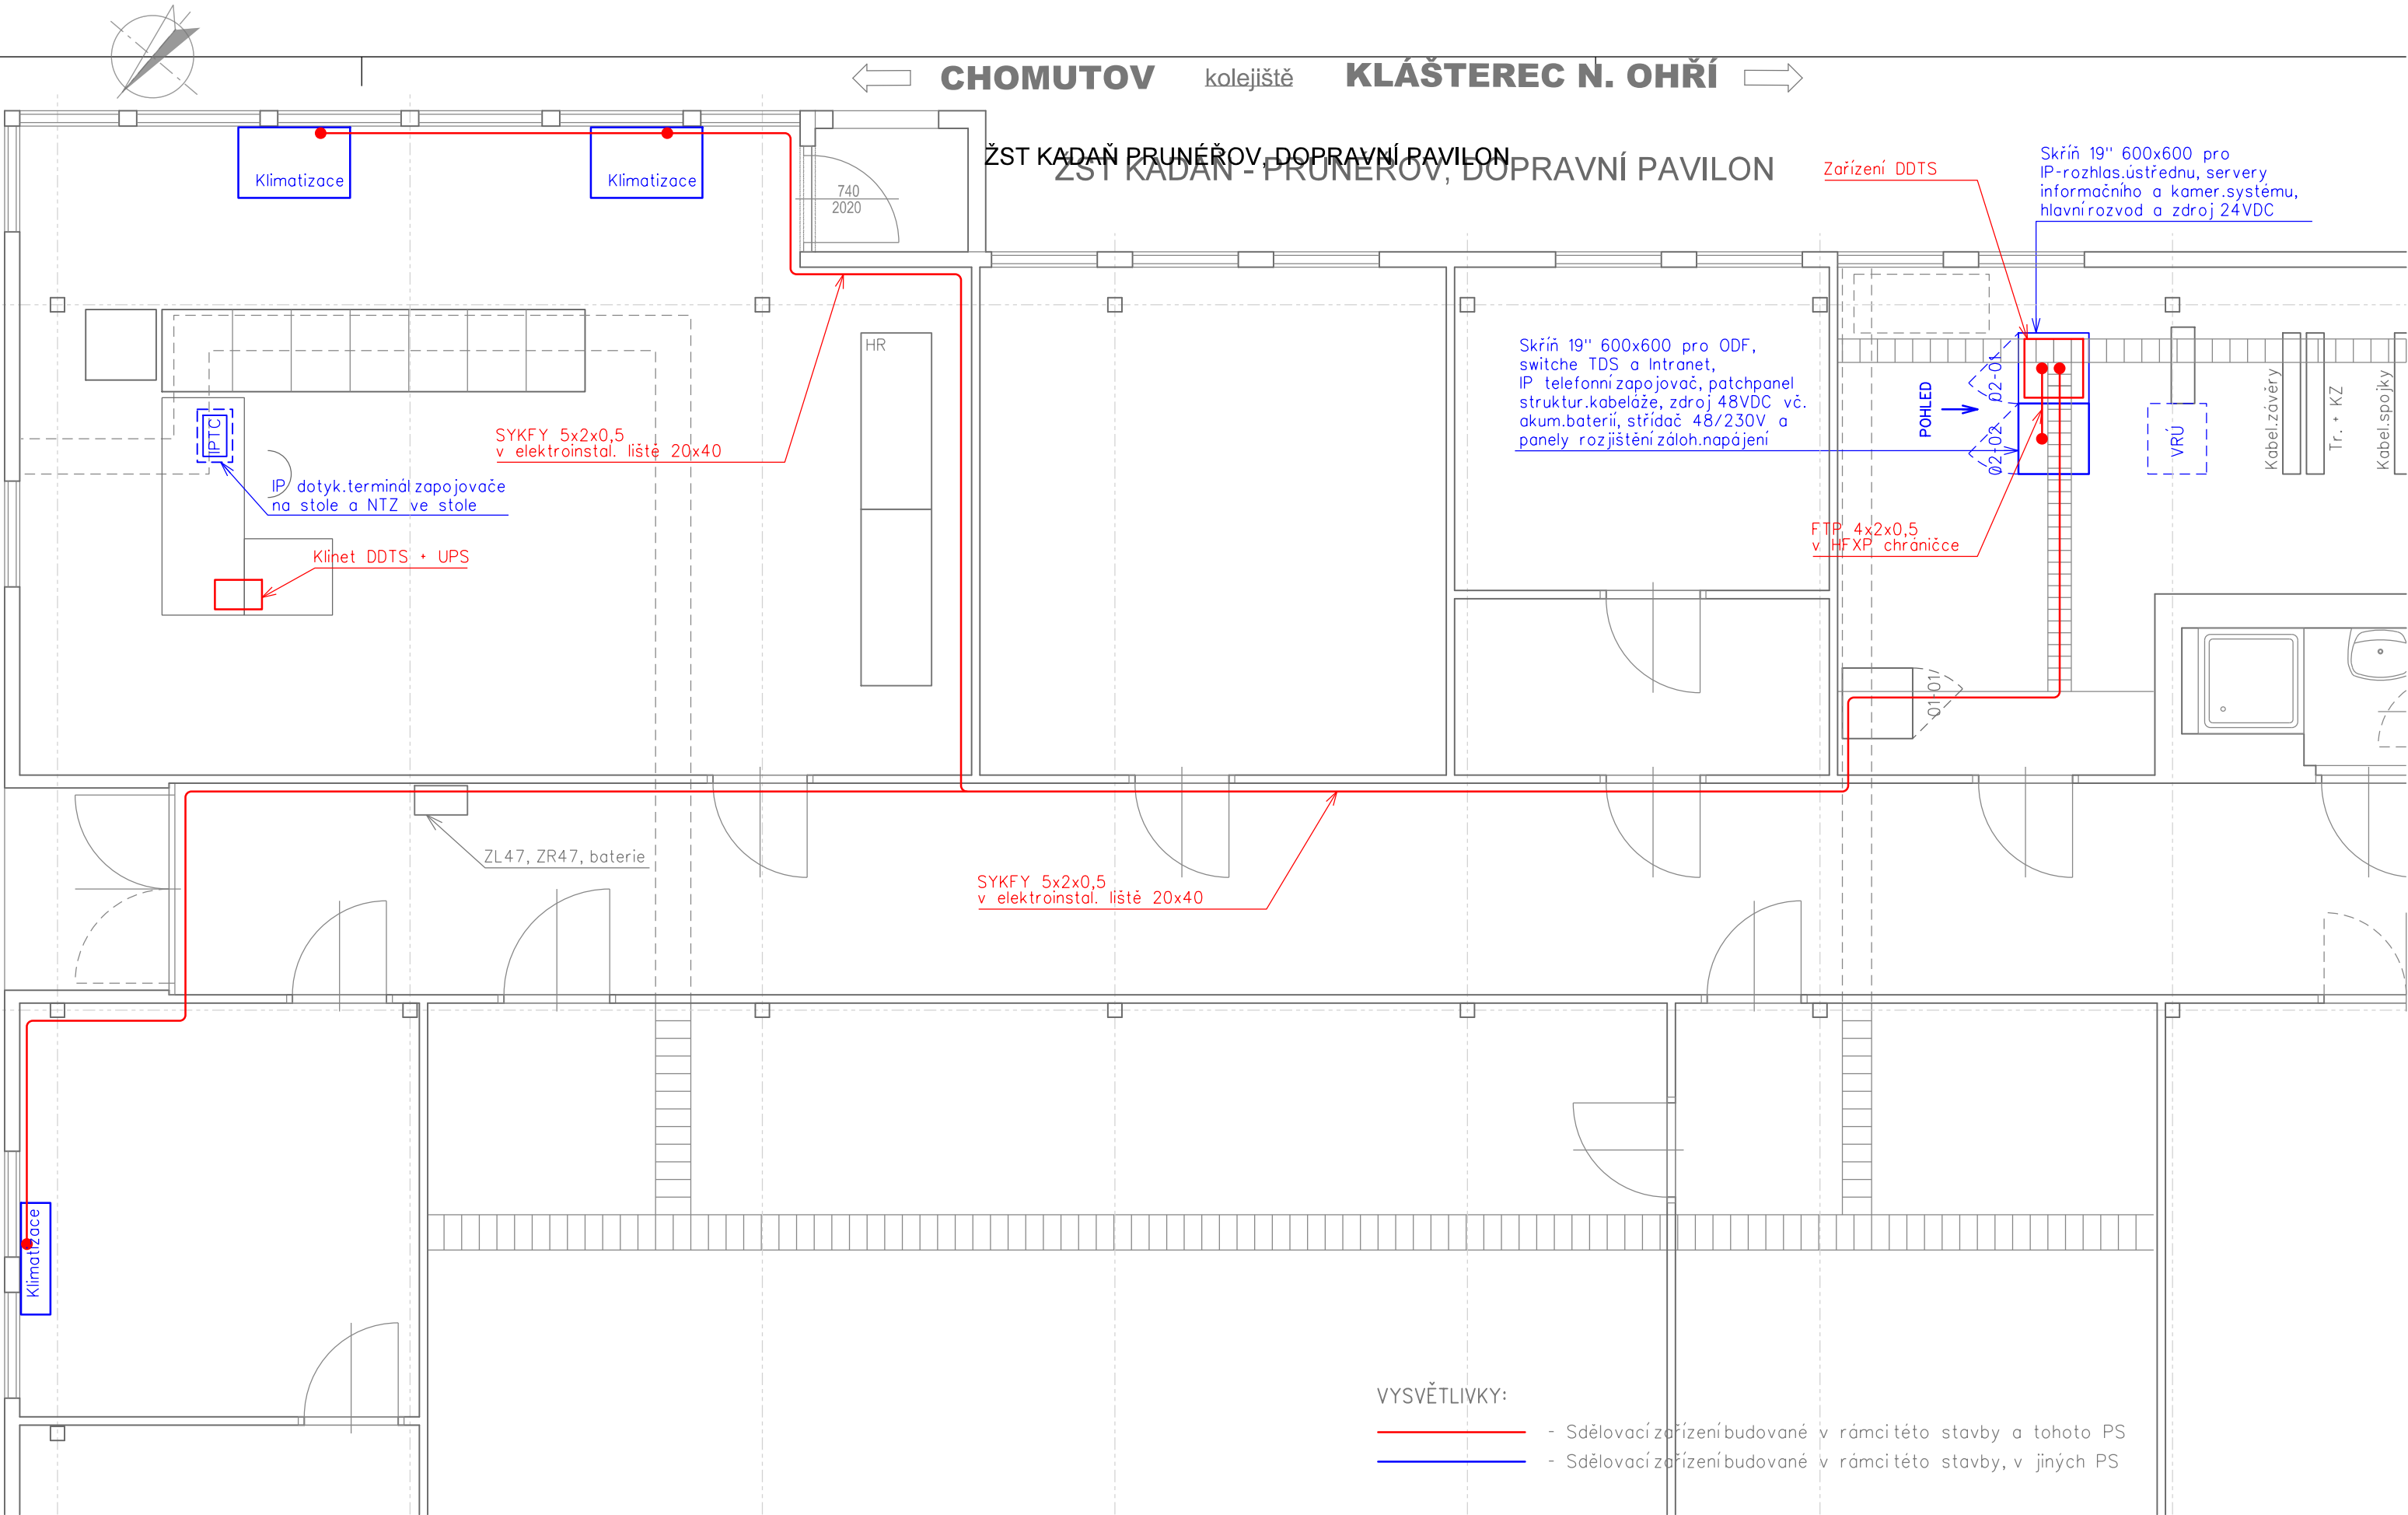 CHOMUTOV kolejiště KLÁŠTEREC N. OHŘÍ
ŽST KADAŇ PRUNÉŘOV, DOPRAVNÍ PAVILON
ŽST KADAŇ - PRUNÉŘOV, DOPRAVNÍ PAVILON
Klimatizace
Klimatizace
740
2020
Zařízení DDTS
Skříň 19" 600x600 pro
IP-rozhlas.ústřednu, servery
informačního a kamer.systému,
hlavní rozvod a zdroj 24VDC
HR
Skříň 19" 600x600 pro ODF,
switche TDS a Intranet,
IP telefonní zapojovač, patchpanel
struktur.kabeláže, zdroj 48VDC vč.
akum.baterií, střídač 48/230V a
panely rozjištění záloh.napájení
POHLED
02-01
02-02
VRÚ
Kabel.závěry
Tr. + KZ
Kabel.spojky
IPTC
SYKFY 5x2x0,5
v elektroinstal. liště 20x40
IP dotyk.terminál zapojovače
na stole a NTZ ve stole
Klinet DDTS + UPS
FTP 4x2x0,5
v HFXP chráničce
01-01
ZL47, ZR47, baterie
SYKFY 5x2x0,5
v elektroinstal. liště 20x40
Klimatizace
VYSVĚTLIVKY:
- Sdělovací zařízení budované v rámci této stavby a tohoto PS
- Sdělovací zařízení budované v rámci této stavby, v jiných PS